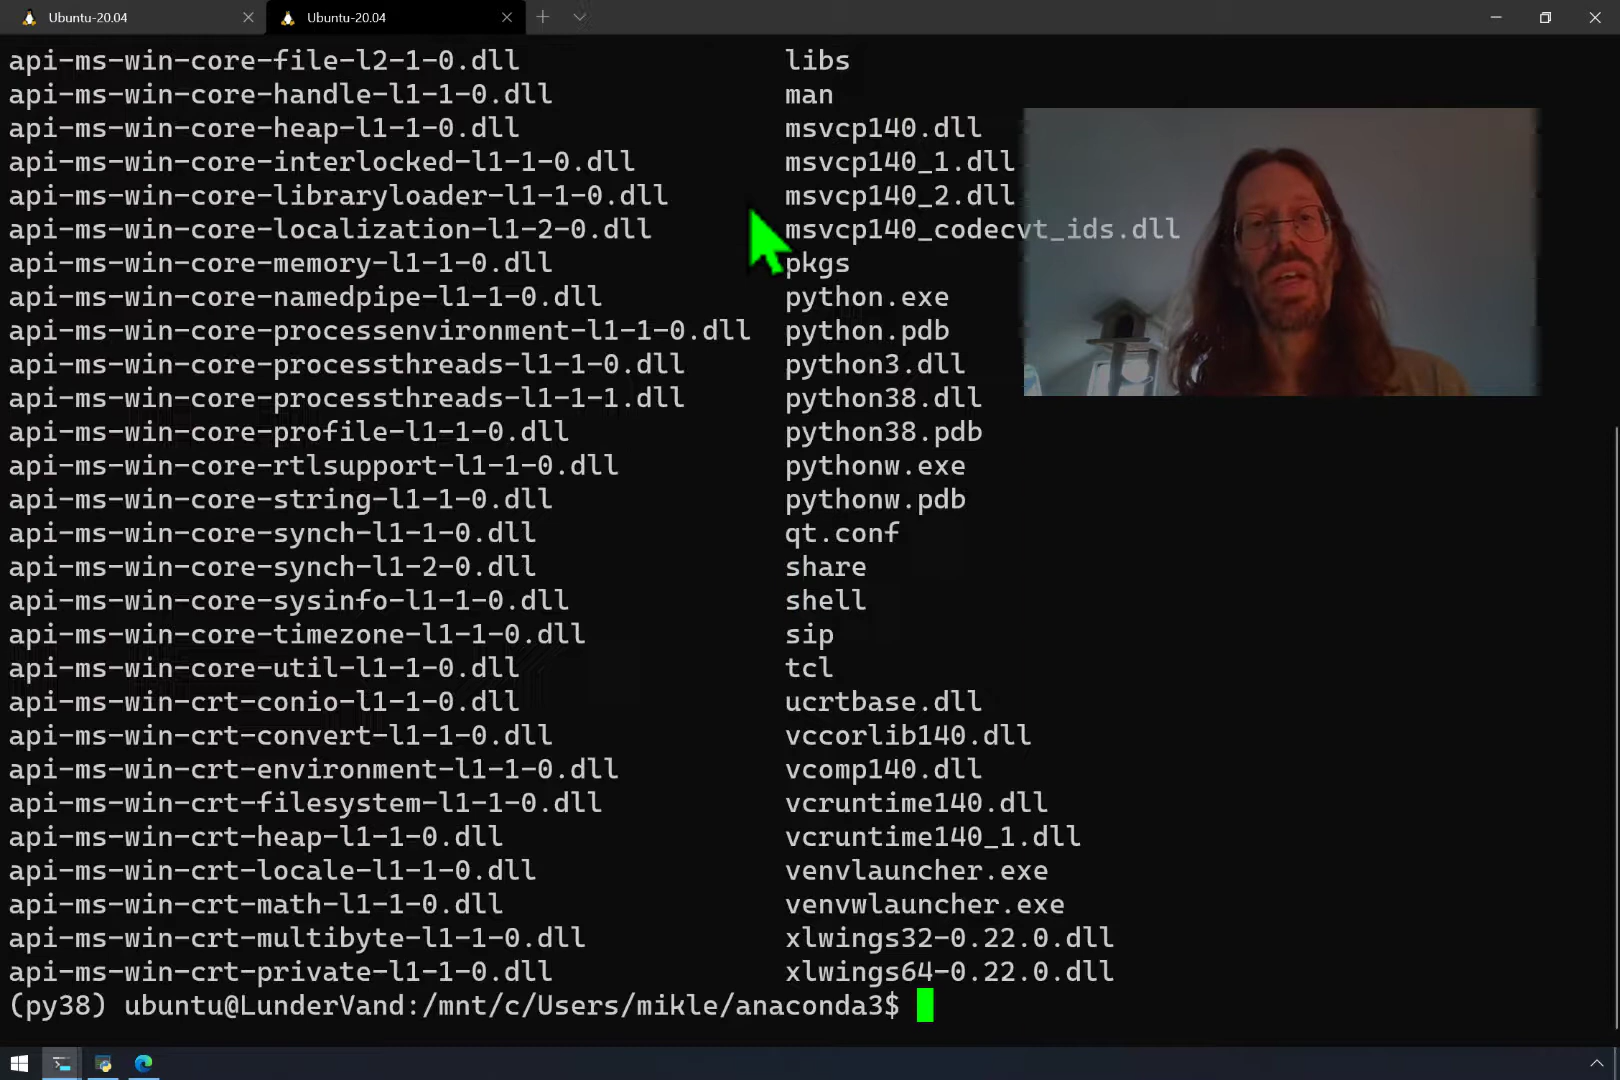 Ubuntu-20.04
Ubuntu-20.04
api-ms-win-core-file-l2-1-0.dll libs
api-ms-win-core-handle-l1-1-0.dll man
api-ms-win-core-heap-l1-1-0.dll msvcp140.dll
api-ms-win-core-interlocked-l1-1-0.dll msvcp140_1.dll
api-ms-win-core-libraryloader-l1-1-0.dll msvcp140_2.dll
api-ms-win-core-localization-l1-2-0.dll msvcp140_codecvt_ids.dll
api-ms-win-core-memory-l1-1-0.dll pkgs
api-ms-win-core-namedpipe-l1-1-0.dll python.exe
api-ms-win-core-processenvironment-l1-1-0.dll python.pdb
api-ms-win-core-processthreads-l1-1-0.dll python3.dll
api-ms-win-core-processthreads-l1-1-1.dll python38.dll
api-ms-win-core-profile-l1-1-0.dll python38.pdb
api-ms-win-core-rtlsupport-l1-1-0.dll pythonw.exe
api-ms-win-core-string-l1-1-0.dll pythonw.pdb
api-ms-win-core-synch-l1-1-0.dll qt.conf
api-ms-win-core-synch-l1-2-0.dll share
api-ms-win-core-sysinfo-l1-1-0.dll shell
api-ms-win-core-timezone-l1-1-0.dll sip
api-ms-win-core-util-l1-1-0.dll tcl
api-ms-win-crt-conio-l1-1-0.dll ucrtbase.dll
api-ms-win-crt-convert-l1-1-0.dll vccorlib140.dll
api-ms-win-crt-environment-l1-1-0.dll vcomp140.dll
api-ms-win-crt-filesystem-l1-1-0.dll vcruntime140.dll
api-ms-win-crt-heap-l1-1-0.dll vcruntime140_1.dll
api-ms-win-crt-locale-l1-1-0.dll venvlauncher.exe
api-ms-win-crt-math-l1-1-0.dll venvwlauncher.exe
api-ms-win-crt-multibyte-l1-1-0.dll xlwings32-0.22.0.dll
api-ms-win-crt-private-l1-1-0.dll xlwings64-0.22.0.dll
(py38) ubuntu@LunderVand:/mnt/c/Users/mikle/anaconda3$